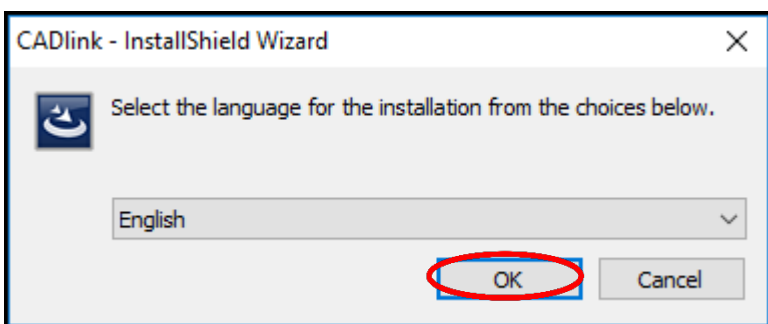 CADlink - InstallShield Wizard
Select the language for the installation from the choices below.
English
OK
Cancel